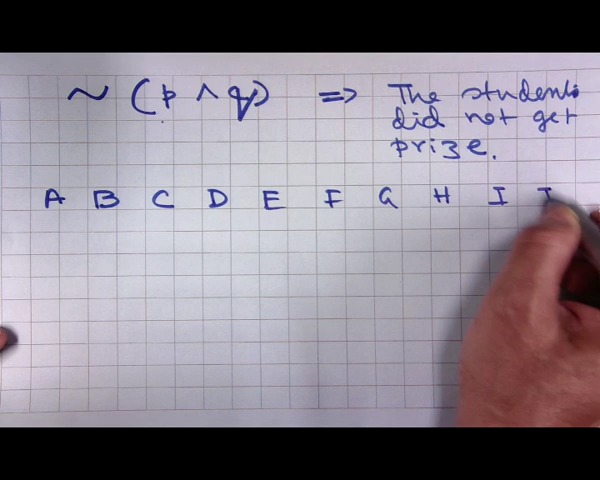 ~ (p ∧ q) => The students
did not get
prize.
A B C D E F G H I